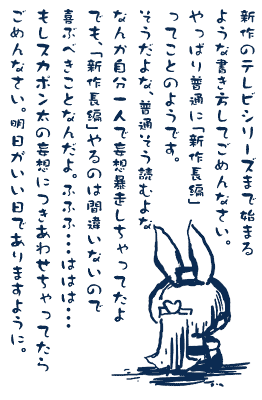 新作のテレビシリーズまで始まる
ような書き方してごめんなさい。
やっぱり普通に「新作長編」
ってことのようです。
そうだよな、普通そう読むよな
なんか自分一人で妄想暴走しちゃってたよ
でも、「新作長編」やるのは間違いないので
喜ぶべきことなんだよ。ふふふ・・・ははは・・・
もしスカポン太の妄想につきあわせちゃってたら
ごめんなさい。明日がいい日でありますように。